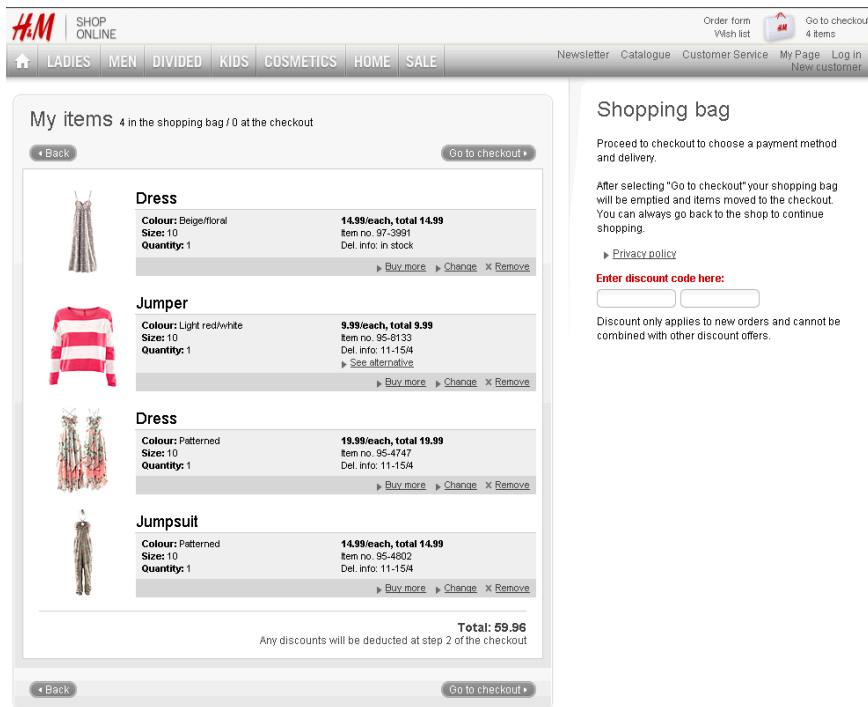 H&M SHOP ONLINE
Order form
Wish list
Go to checkout
4 items
LADIES MEN DIVIDED KIDS COSMETICS HOME SALE
Newsletter Catalogue Customer Service My Page Log in
New customer
My items 4 in the shopping bag / 0 at the checkout
Back
Go to checkout
Dress
Colour: Beige/floral
Size: 10
Quantity: 1
14.99/each, total 14.99
Item no. 97-3991
Del. info: in stock
Buy more Change X Remove
Jumper
Colour: Light red/white
Size: 10
Quantity: 1
9.99/each, total 9.99
Item no. 95-8133
Del. info: 11-15/4
See alternative
Buy more Change X Remove
Dress
Colour: Patterned
Size: 10
Quantity: 1
19.99/each, total 19.99
Item no. 95-4747
Del. info: 11-15/4
Buy more Change X Remove
Jumpsuit
Colour: Patterned
Size: 10
Quantity: 1
14.99/each, total 14.99
Item no. 95-4802
Del. info: 11-15/4
Buy more Change X Remove
Total: 59.96
Any discounts will be deducted at step 2 of the checkout
Back
Go to checkout
Shopping bag
Proceed to checkout to choose a payment method
and delivery.
After selecting "Go to checkout" your shopping bag
will be emptied and items moved to the checkout.
You can always go back to the shop to continue
shopping.
Privacy policy
Enter discount code here:
Discount only applies to new orders and cannot be
combined with other discount offers.